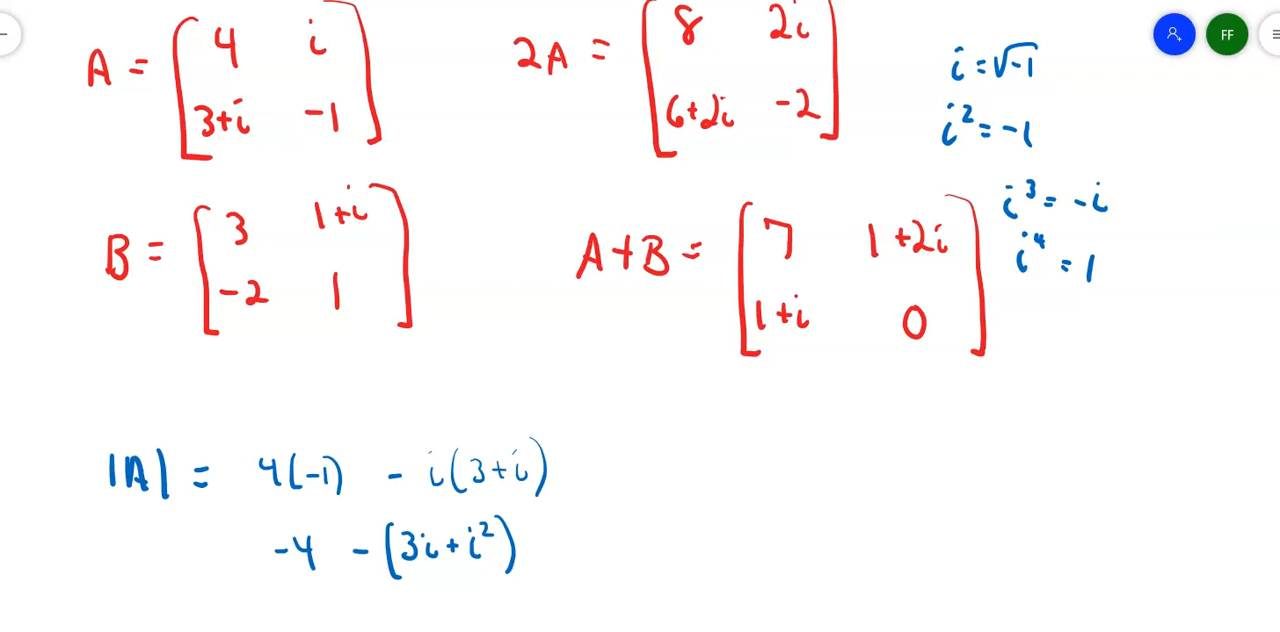 A = [ 4 i
3+i -1 ]
2A = [ 8 2i
6+2i -2 ]
i = √-1
i² = -1
i³ = -i
i⁴ = 1
B = [ 3 1+i
-2 1 ]
A+B = [ 7 1+2i
1+i 0 ]
|A| = 4(-1) - i(3+i)
-4 - (3i+i²)
FF